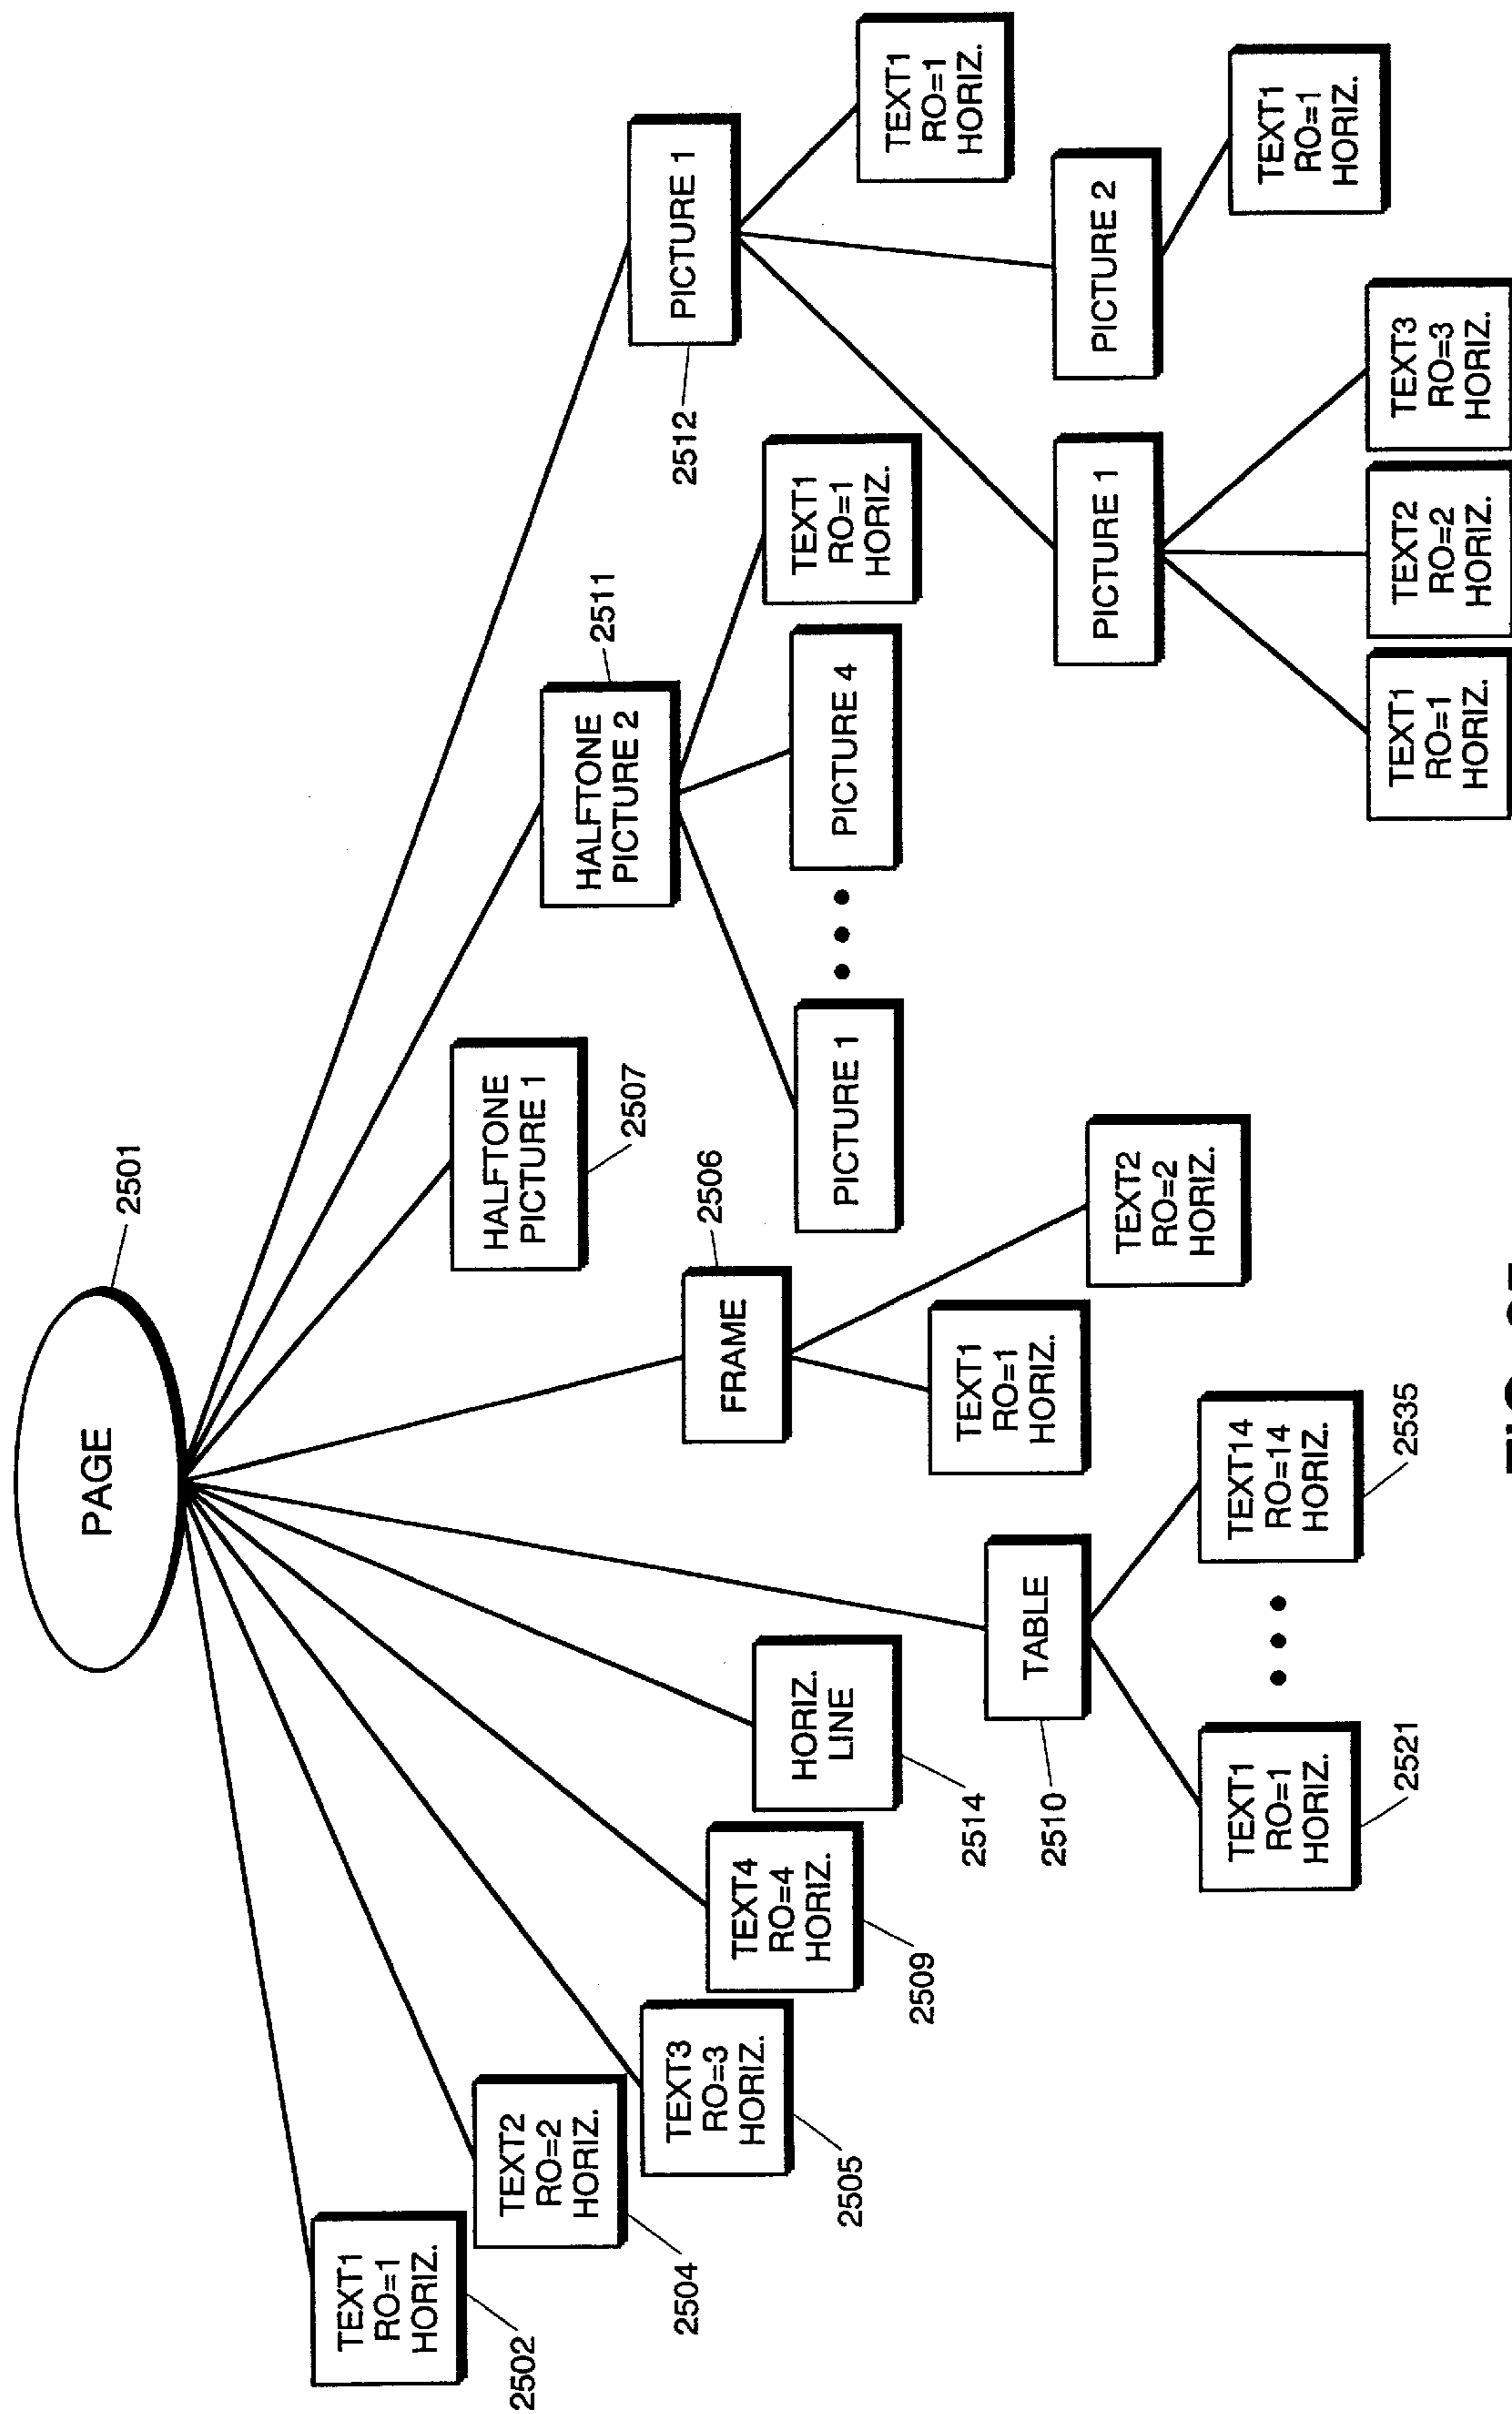 PAGE
2501
TEXT1
RO=1
HORIZ.
2502
TEXT2
RO=2
HORIZ.
2504
TEXT3
RO=3
HORIZ.
2505
TEXT4
RO=4
HORIZ.
2509
HORIZ.
LINE
2514
TABLE
2510
TEXT1
RO=1
HORIZ.
2521
TEXT14
RO=14
HORIZ.
2535
FRAME
2506
TEXT1
RO=1
HORIZ.
TEXT2
RO=2
HORIZ.
HALFTONE
PICTURE 1
2507
HALFTONE
PICTURE 2
2511
PICTURE 1
PICTURE 4
TEXT1
RO=1
HORIZ.
PICTURE 1
2512
PICTURE 1
TEXT1
RO=1
HORIZ.
TEXT2
RO=2
HORIZ.
TEXT3
RO=3
HORIZ.
PICTURE 2
TEXT1
RO=1
HORIZ.
TEXT1
RO=1
HORIZ.